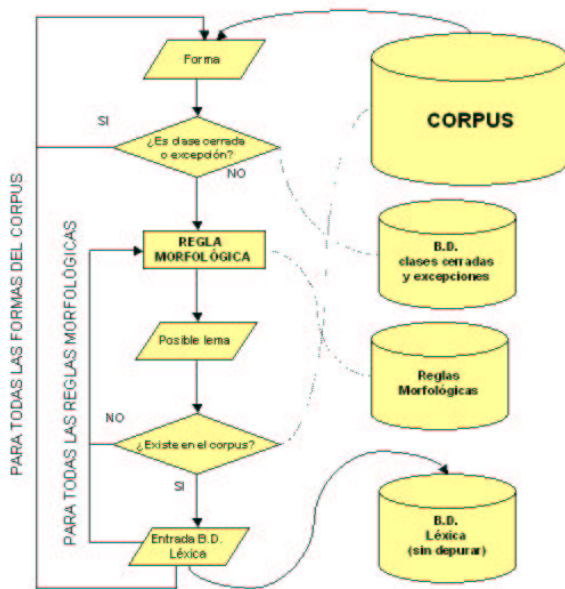 Forma
SI
¿Es clase cerrada
o excepción?
NO
REGLA
MORFOLÓGICA
Posible lema
NO
¿Existe en el corpus?
SI
Entrada B.D.
Léxica
PARA TODAS LAS FORMAS DEL CORPUS
PARA TODAS LAS REGLAS MORFOLÓGICAS
CORPUS
B.D.
clases cerradas
y excepciones
Reglas
Morfológicas
B.D.
Léxica
(sin depurar)